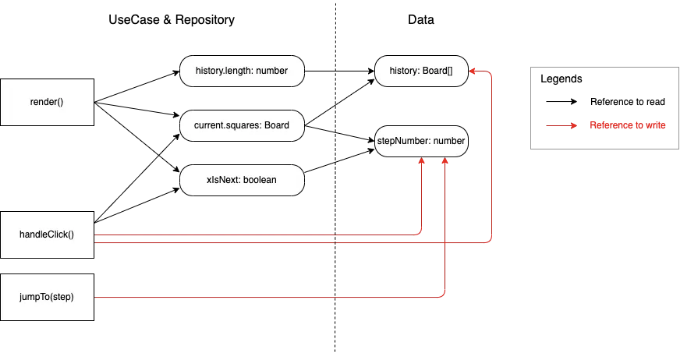 UseCase & Repository
Data
history.length: number
history: Board[]
Legends
render()
Reference to read
current.squares: Board
Reference to write
stepNumber: number
xIsNext: boolean
handleClick()
jumpTo(step)